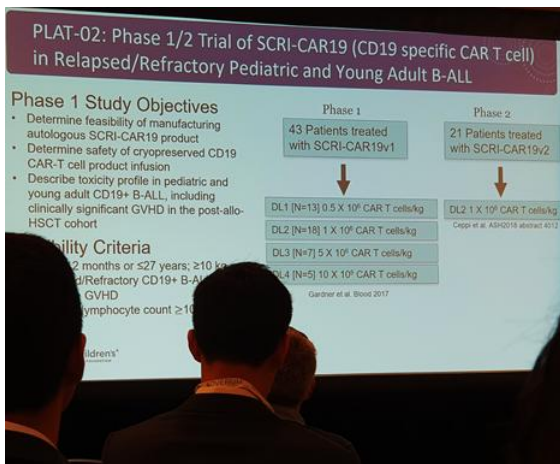 PLAT-02: Phase 1/2 Trial of SCRI-CAR19 (CD19 specific CAR T cell)
in Relapsed/Refractory Pediatric and Young Adult B-ALL
Phase 1 Study Objectives
• Determine feasibility of manufacturing
autologous SCRI-CAR19 product
• Determine safety of cryopreserved CD19
CAR-T cell product infusion
• Describe toxicity profile in pediatric and
young adult CD19+ B-ALL, including
clinically significant GVHD in the post-allo-
HSCT cohort
bility Criteria
2 months or ≤27 years; ≥10 k
d/Refractory CD19+ B-A
GVHD
lymphocyte count ≥10
ildren's
Phase 1
43 Patients treated
with SCRI-CAR19v1
DL1 [N=13] 0.5 X 10⁶ CAR T cells/kg
DL2 [N=18] 1 X 10⁶ CAR T cells/kg
DL3 [N=7] 5 X 10⁶ CAR T cells/kg
DL4 [N=5] 10 X 10⁶ CAR T cells/kg
Gardner et al. Blood 2017
Phase 2
21 Patients treated
with SCRI-CAR19v2
DL2 1 X 10⁶ CAR T cells/kg
Ceppi et al. ASH2018 abstract 4012